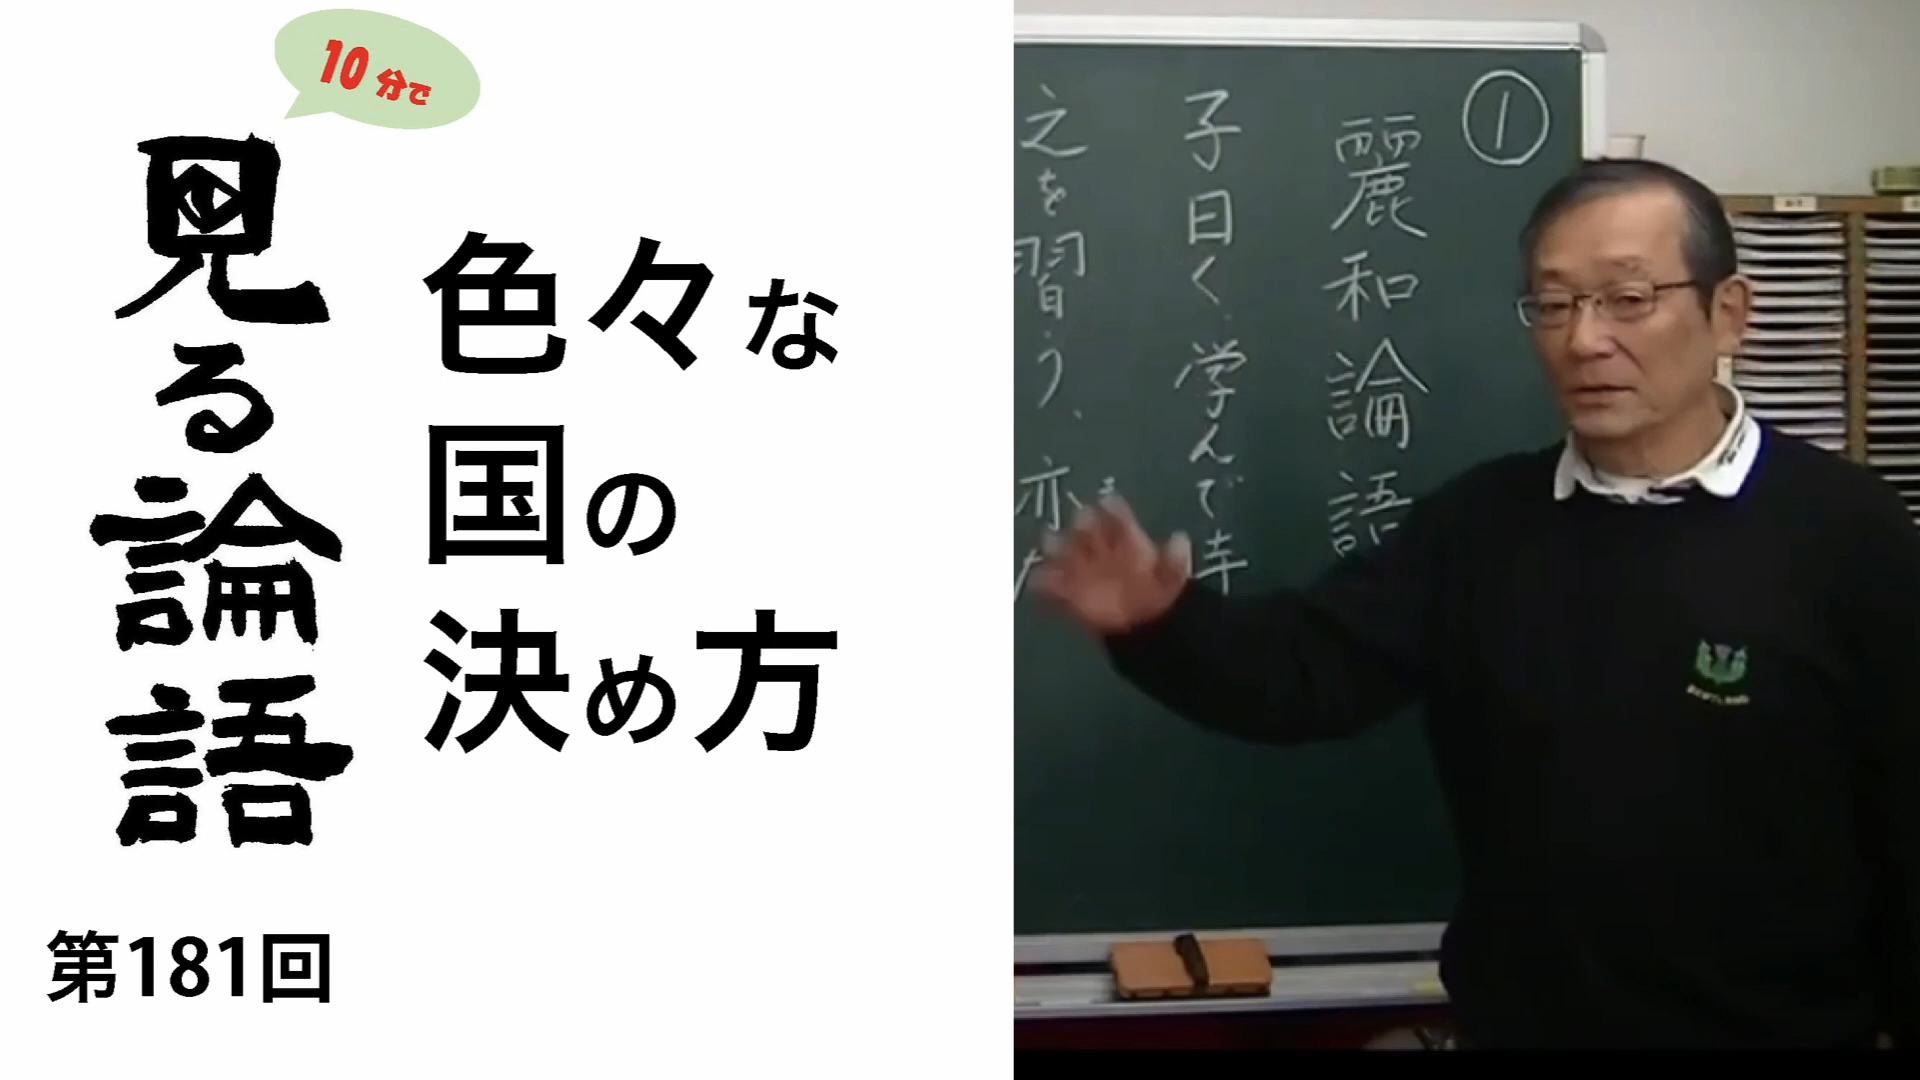 10分で
見る論語
色々な
国の
決め方
第181回
①
麗和論語
子曰く、学んで時
之を習う、亦